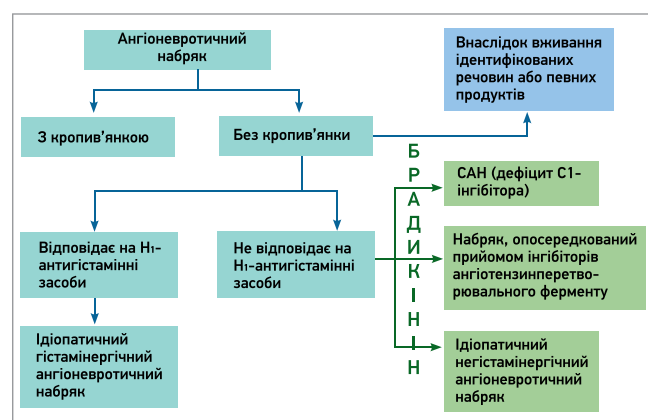 Ангіоневротичний
набряк
Внаслідок вживання
ідентифікованих
речовин або певних
продуктів
З кропив’янкою
Без кропив’янки
БРАДИКІНІН
САН (дефіцит С1-
інгібітора)
Відповідає на Н1-
антигістамінні
засоби
Не відповідає на
Н1-антигістамінні
засоби
Набряк, опосередкований
прийомом інгібіторів
ангіотензинперетво-
рювального ферменту
Ідіопатичний
гістамінергічний
ангіоневротичний
набряк
Ідіопатичний
негістамінергічний
ангіоневротичний
набряк